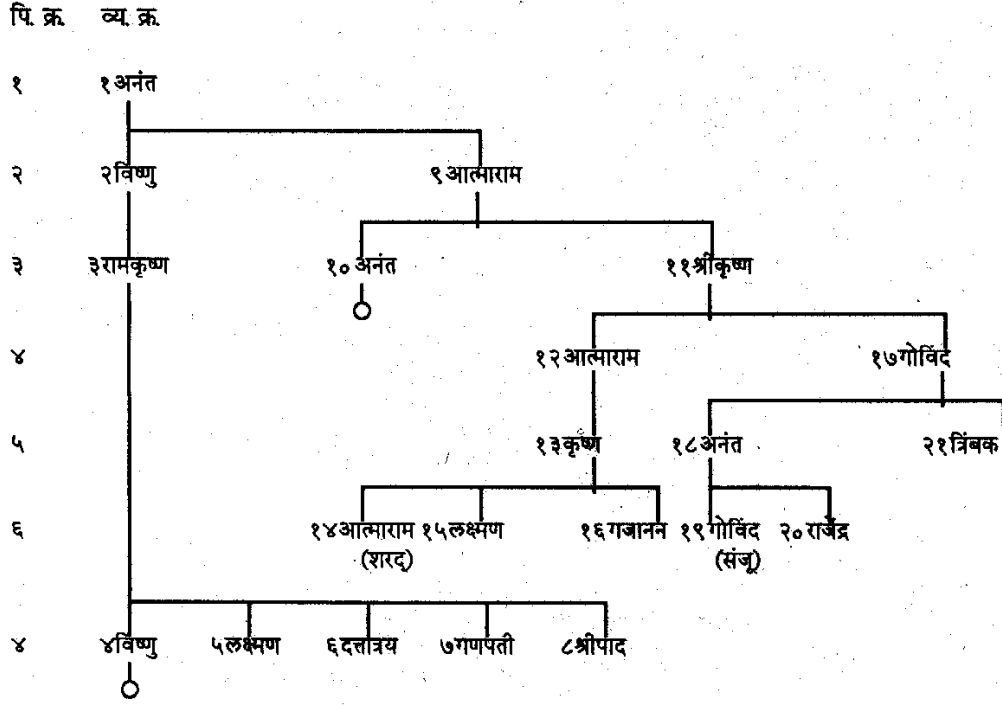 पि. क्र. व्य. क्र.
१ १अनंत
२ २विष्णु ९आत्माराम
३ ३रामकृष्ण १०अनंत ११श्रीकृष्ण
४ १२आत्माराम १७गोविंद
५ १३कृष्ण १८अनंत २१त्रिंबक
६ १४आत्माराम १५लक्ष्मण १६गजानन १९गोविंद २०राजेंद्र
(शरद्) (संजू)
४ ४विष्णु ५लक्ष्मण ६दत्तात्रय ७गणपती ८श्रीपाद